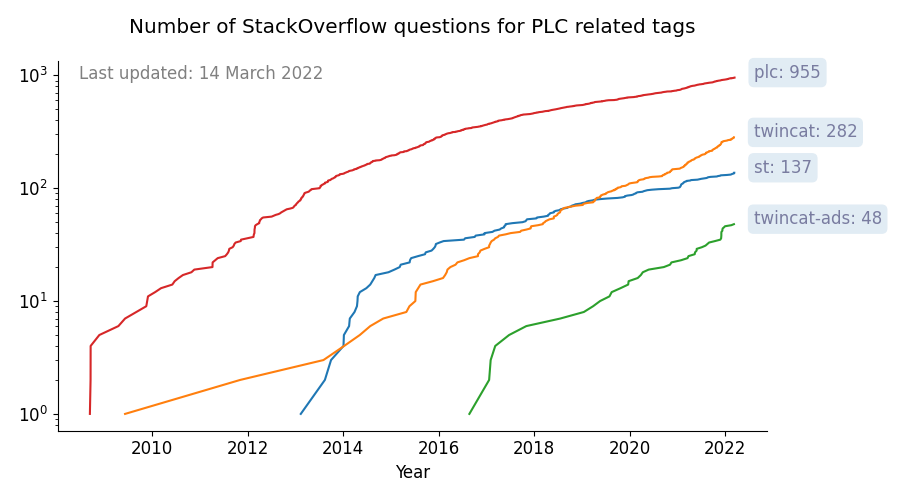 Number of StackOverflow questions for PLC related tags
Last updated: 14 March 2022
10³
10²
10¹
10⁰
plc: 955
twincat: 282
st: 137
twincat-ads: 48
2010 2012 2014 2016 2018 2020 2022
Year